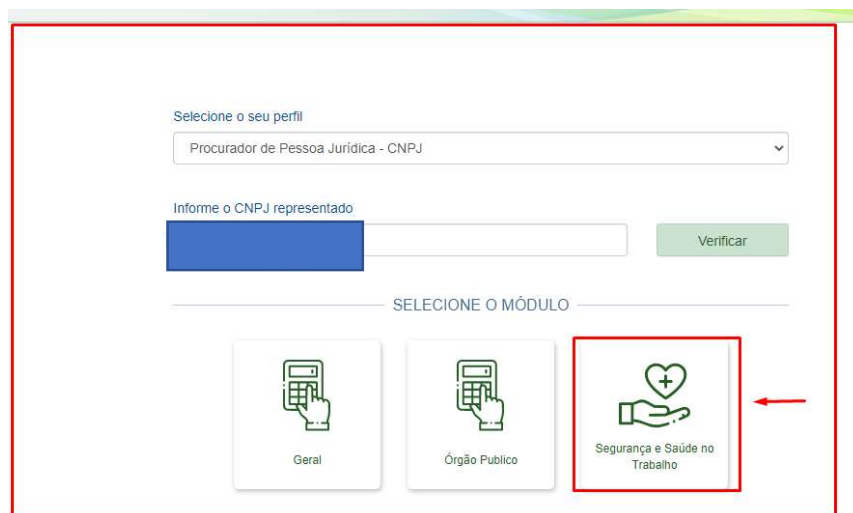 Selecione o seu perfil
Procurador de Pessoa Jurídica - CNPJ
Informe o CNPJ representado
Verificar
SELECIONE O MÓDULO
Geral
Órgão Publico
Segurança e Saúde no
Trabalho